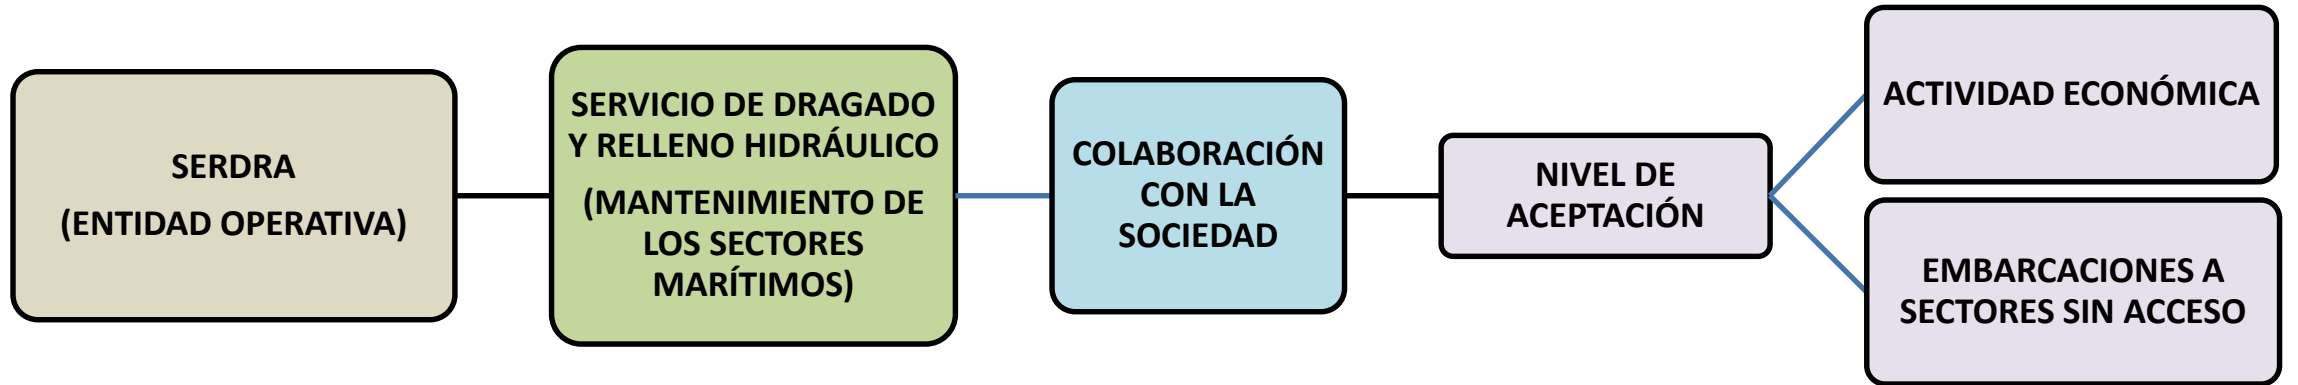 SERDRA
(ENTIDAD OPERATIVA)
SERVICIO DE DRAGADO
Y RELLENO HIDRÁULICO
(MANTENIMIENTO DE
LOS SECTORES
MARÍTIMOS)
COLABORACIÓN
CON LA
SOCIEDAD
NIVEL DE
ACEPTACIÓN
ACTIVIDAD ECONÓMICA
EMBARCACIONES A
SECTORES SIN ACCESO